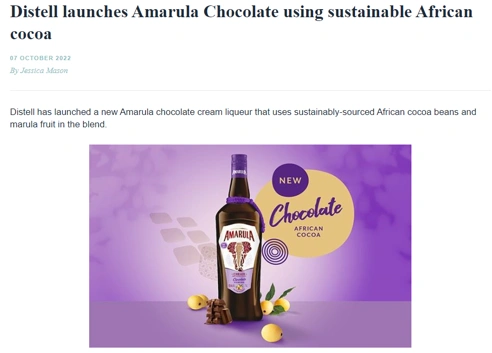 Distell launches Amarula Chocolate using sustainable African
cocoa
07 OCTOBER 2022
By Jessica Mason
Distell has launched a new Amarula chocolate cream liqueur that uses sustainably-sourced African cocoa beans and
marula fruit in the blend.
NEW
Chocolate
AFRICAN
COCOA
AMARULA